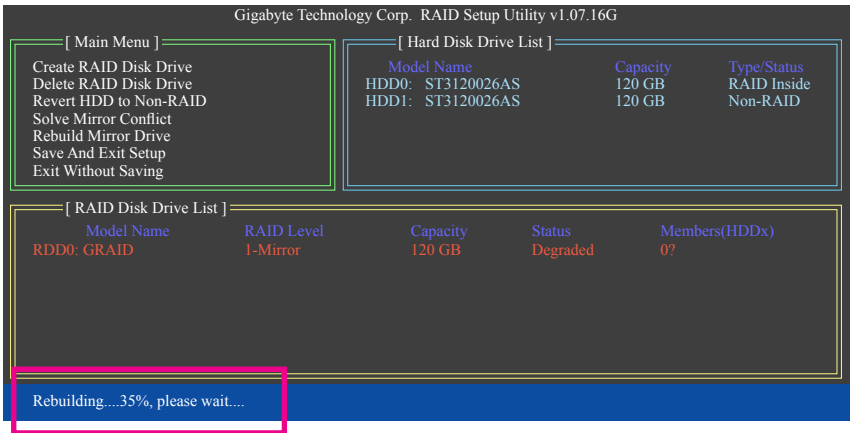 Gigabyte Technology Corp. RAID Setup Utility v1.07.16G
[ Main Menu ]
Create RAID Disk Drive
Delete RAID Disk Drive
Revert HDD to Non-RAID
Solve Mirror Conflict
Rebuild Mirror Drive
Save And Exit Setup
Exit Without Saving
[ Hard Disk Drive List ]
Model Name Capacity Type/Status
HDD0: ST3120026AS 120 GB RAID Inside
HDD1: ST3120026AS 120 GB Non-RAID
[ RAID Disk Drive List ]
Model Name RAID Level Capacity Status Members(HDDx)
RDD0: GRAID 1-Mirror 120 GB Degraded 0?
Rebuilding....35%, please wait....